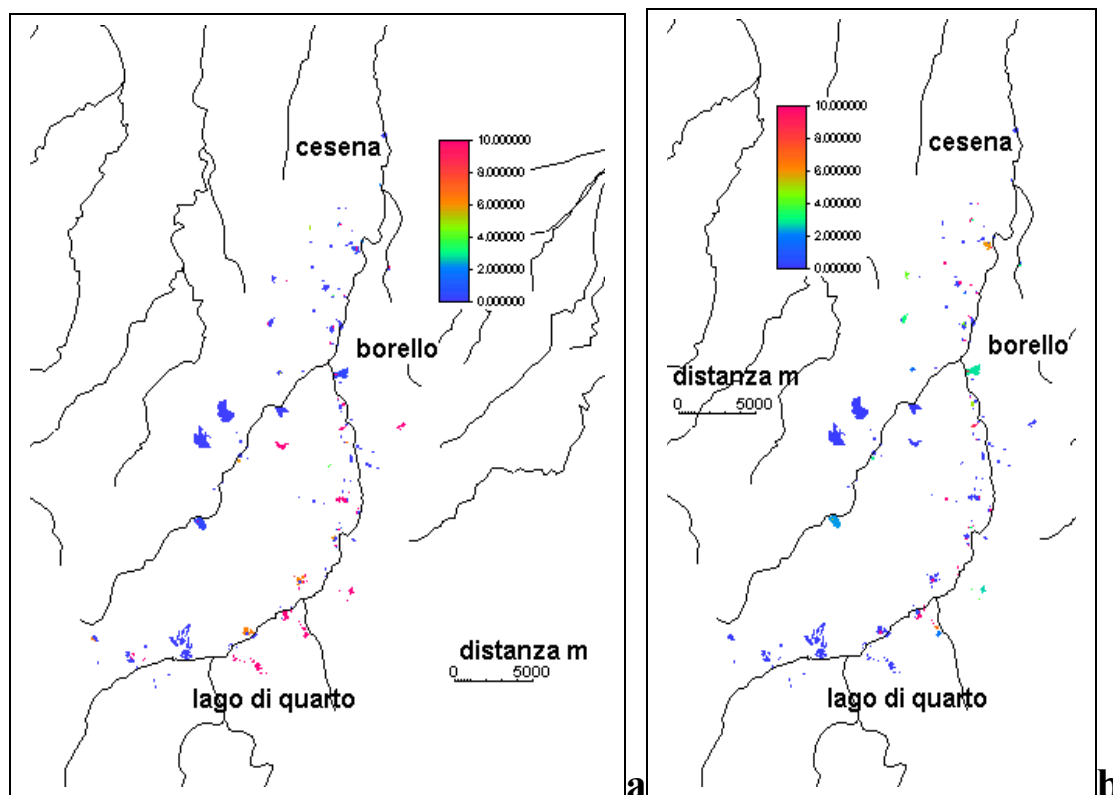 cesena
10.000000
8.000000
6.000000
4.000000
2.000000
0.000000
borello
distanza m
0 5000
lago di quarto
a
10.000000
8.000000
6.000000
4.000000
2.000000
0.000000
cesena
borello
distanza m
0 5000
lago di quarto
b